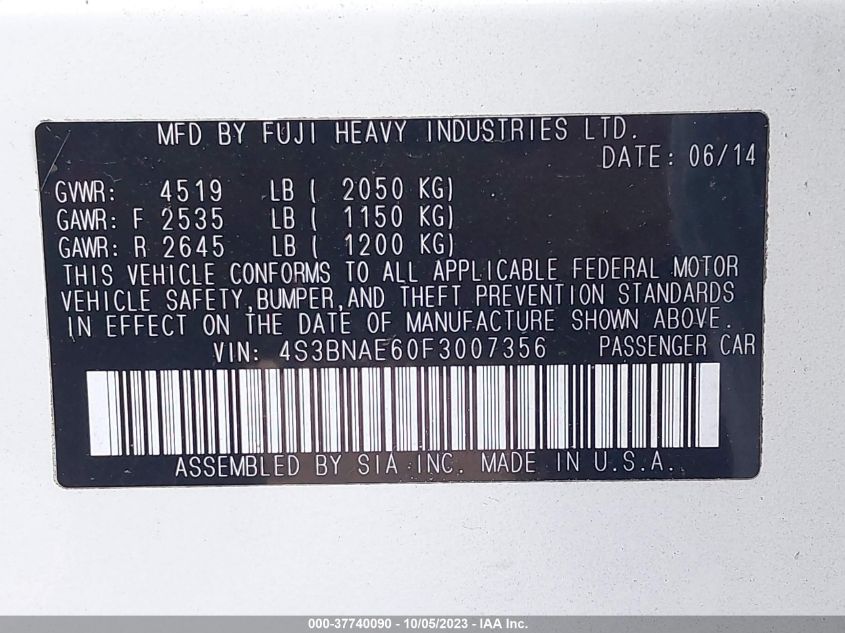 MFD BY FUJI HEAVY INDUSTRIES LTD.
DATE: 06/14
GVWR: 4519 LB ( 2050 KG)
GAWR: F 2535 LB ( 1150 KG)
GAWR: R 2645 LB ( 1200 KG)
THIS VEHICLE CONFORMS TO ALL APPLICABLE FEDERAL MOTOR
VEHICLE SAFETY,BUMPER,AND THEFT PREVENTION STANDARDS
IN EFFECT ON THE DATE OF MANUFACTURE SHOWN ABOVE.
VIN: 4S3BNAE60F3007356 PASSENGER CAR
ASSEMBLED BY SIA INC. MADE IN U.S.A.
000-37740090 - 10/05/2023 - IAA Inc.